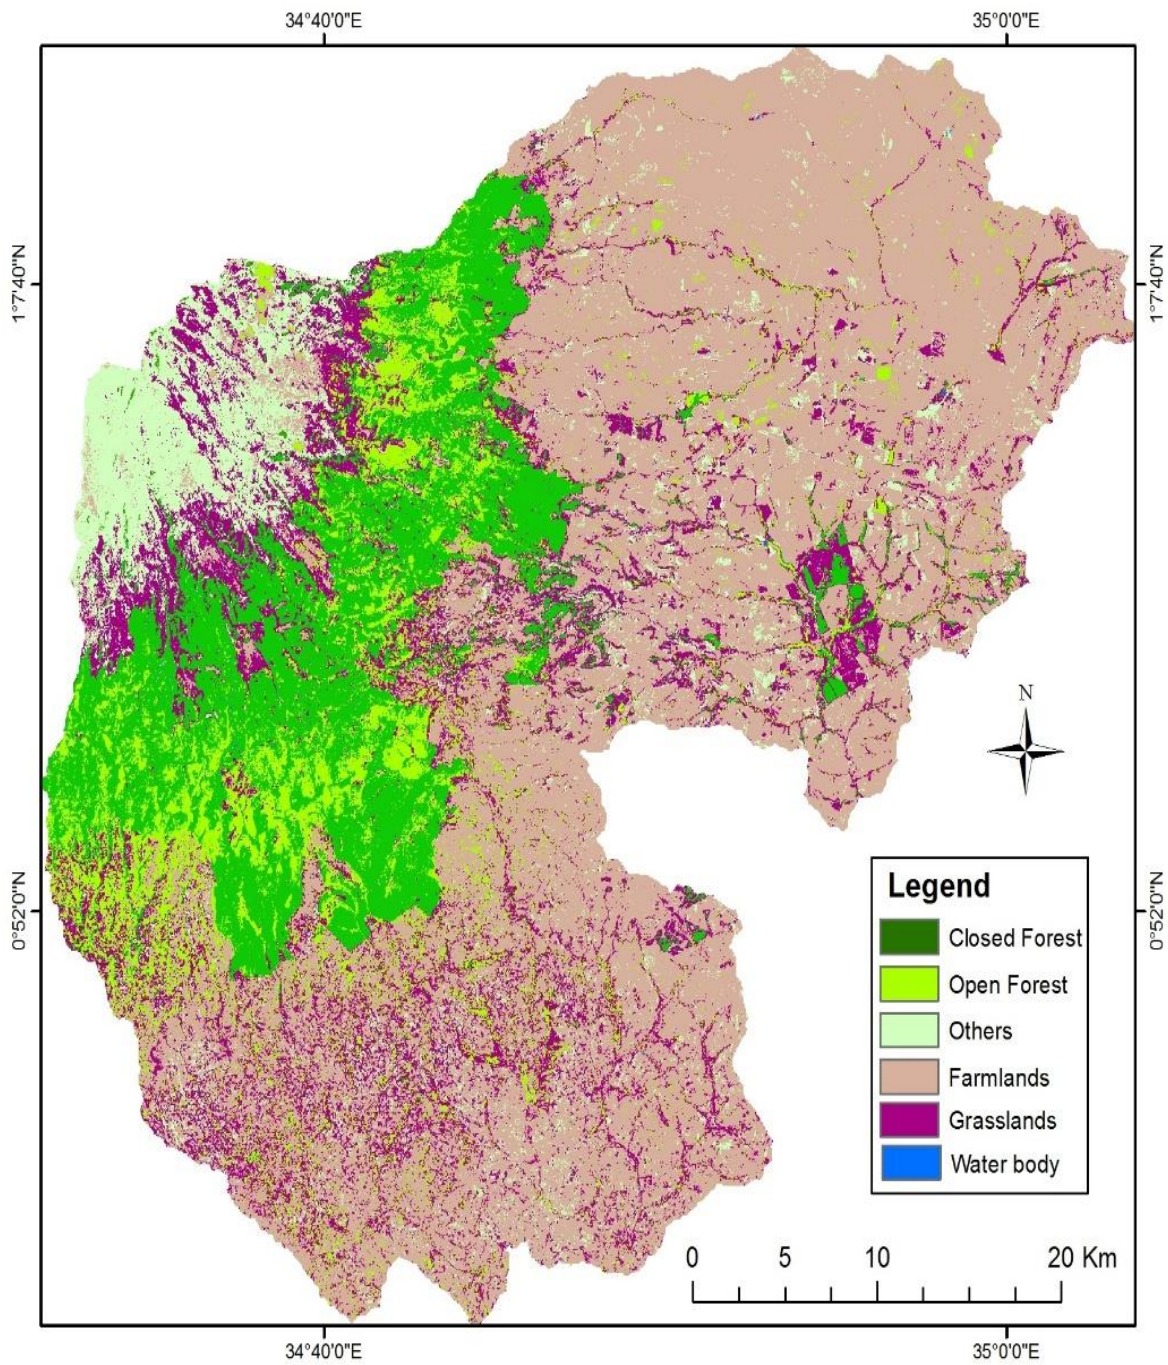 34°40'0"E
35°0'0"E
1°7'40"N
1°7'40"N
N
0°52'0"N
0°52'0"N
Legend
Closed Forest
Open Forest
Others
Farmlands
Grasslands
Water body
0 5 10 20 Km
34°40'0"E
35°0'0"E